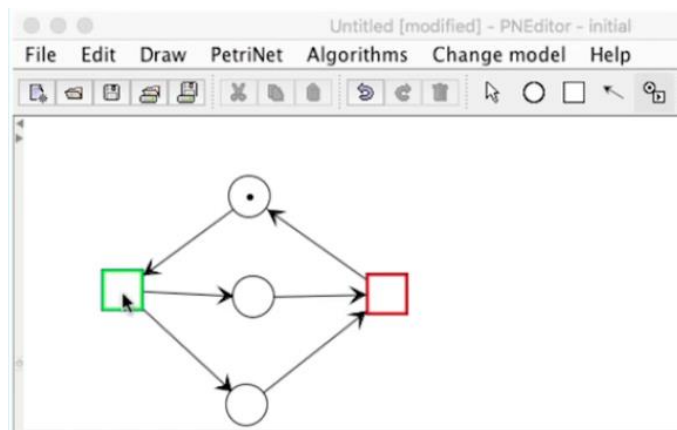 Untitled [modified] - PNEditor - initial
File Edit Draw PetriNet Algorithms Change model Help